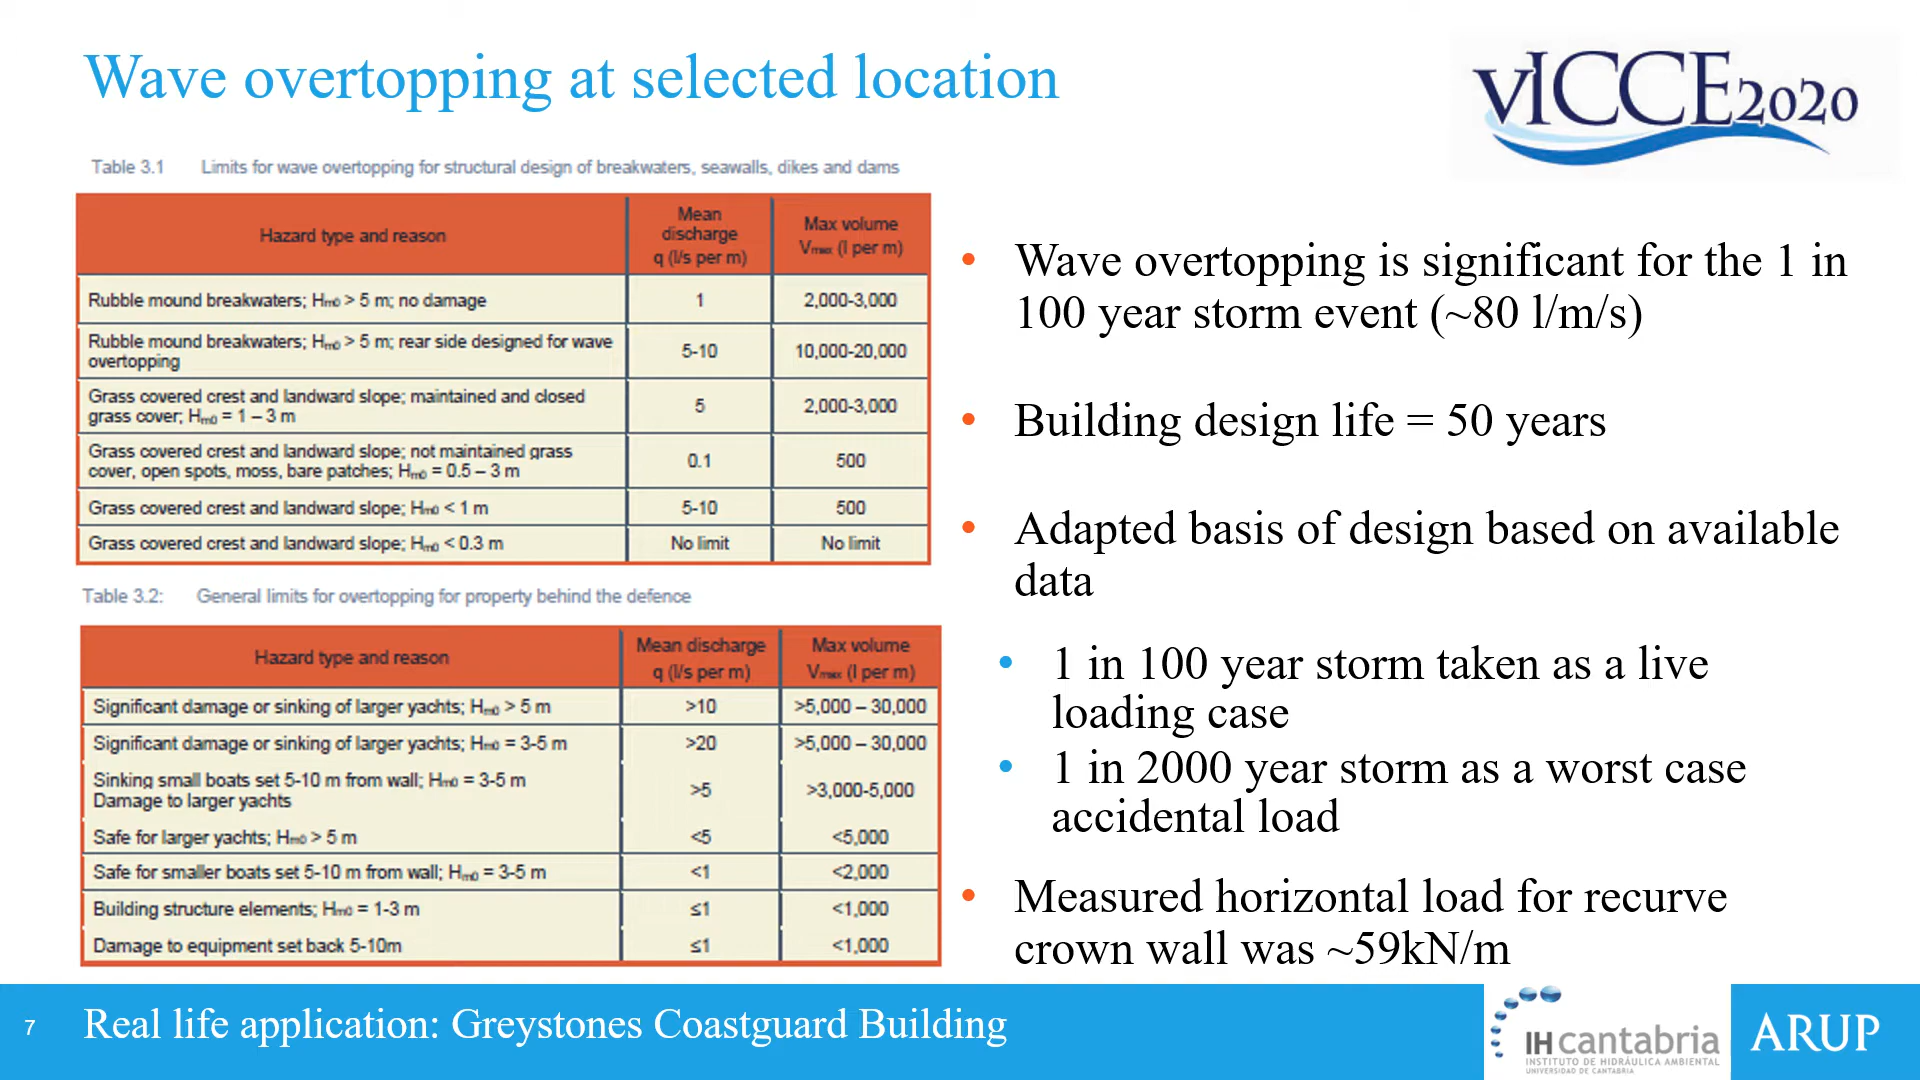 Wave overtopping at selected location
vICCE2020
Table 3.1 Limits for wave overtopping for structural design of breakwaters, seawalls, dikes and dams
Hazard type and reason
Mean
discharge
q (l/s per m)
Max volume
Vmax (l per m)
Rubble mound breakwaters; Hm0 > 5 m; no damage
1
2,000-3,000
Rubble mound breakwaters; Hm0 > 5 m; rear side designed for wave
overtopping
5-10
10,000-20,000
Grass covered crest and landward slope; maintained and closed
grass cover; Hm0 = 1 – 3 m
5
2,000-3,000
Grass covered crest and landward slope; not maintained grass
cover, open spots, moss, bare patches; Hm0 = 0.5 – 3 m
0.1
500
Grass covered crest and landward slope; Hm0 < 1 m
5-10
500
Grass covered crest and landward slope; Hm0 < 0.3 m
No limit
No limit
Table 3.2: General limits for overtopping for property behind the defence
Hazard type and reason
Mean discharge
q (l/s per m)
Max volume
Vmax (l per m)
Significant damage or sinking of larger yachts; Hm0 > 5 m
>10
>5,000 – 30,000
Significant damage or sinking of larger yachts; Hm0 = 3-5 m
>20
>5,000 – 30,000
Sinking small boats set 5-10 m from wall; Hm0 = 3-5 m
Damage to larger yachts
>5
>3,000-5,000
Safe for larger yachts; Hm0 > 5 m
<5
<5,000
Safe for smaller boats set 5-10 m from wall; Hm0 = 3-5 m
<1
<2,000
Building structure elements; Hm0 = 1-3 m
≤1
<1,000
Damage to equipment set back 5-10m
≤1
<1,000
• Wave overtopping is significant for the 1 in
100 year storm event (~80 l/m/s)
• Building design life = 50 years
• Adapted basis of design based on available
data
• 1 in 100 year storm taken as a live
loading case
• 1 in 2000 year storm as a worst case
accidental load
• Measured horizontal load for recurve
crown wall was ~59kN/m
7
Real life application: Greystones Coastguard Building
IHcantabria
INSTITUTO DE HIDRÁULICA AMBIENTAL
UNIVERSIDAD DE CANTABRIA
ARUP